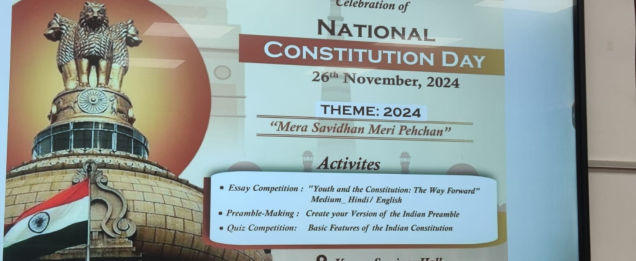 Celebration of
NATIONAL
CONSTITUTION DAY
26th November, 2024
THEME: 2024
"Mera Savidhan Meri Pehchan"
Activites
• Essay Competition : "Youth and the Constitution: The Way Forward"
Medium_ Hindi/ English
• Preamble-Making : Create your Version of the Indian Preamble
• Quiz Competition: Basic Features of the Indian Constitution